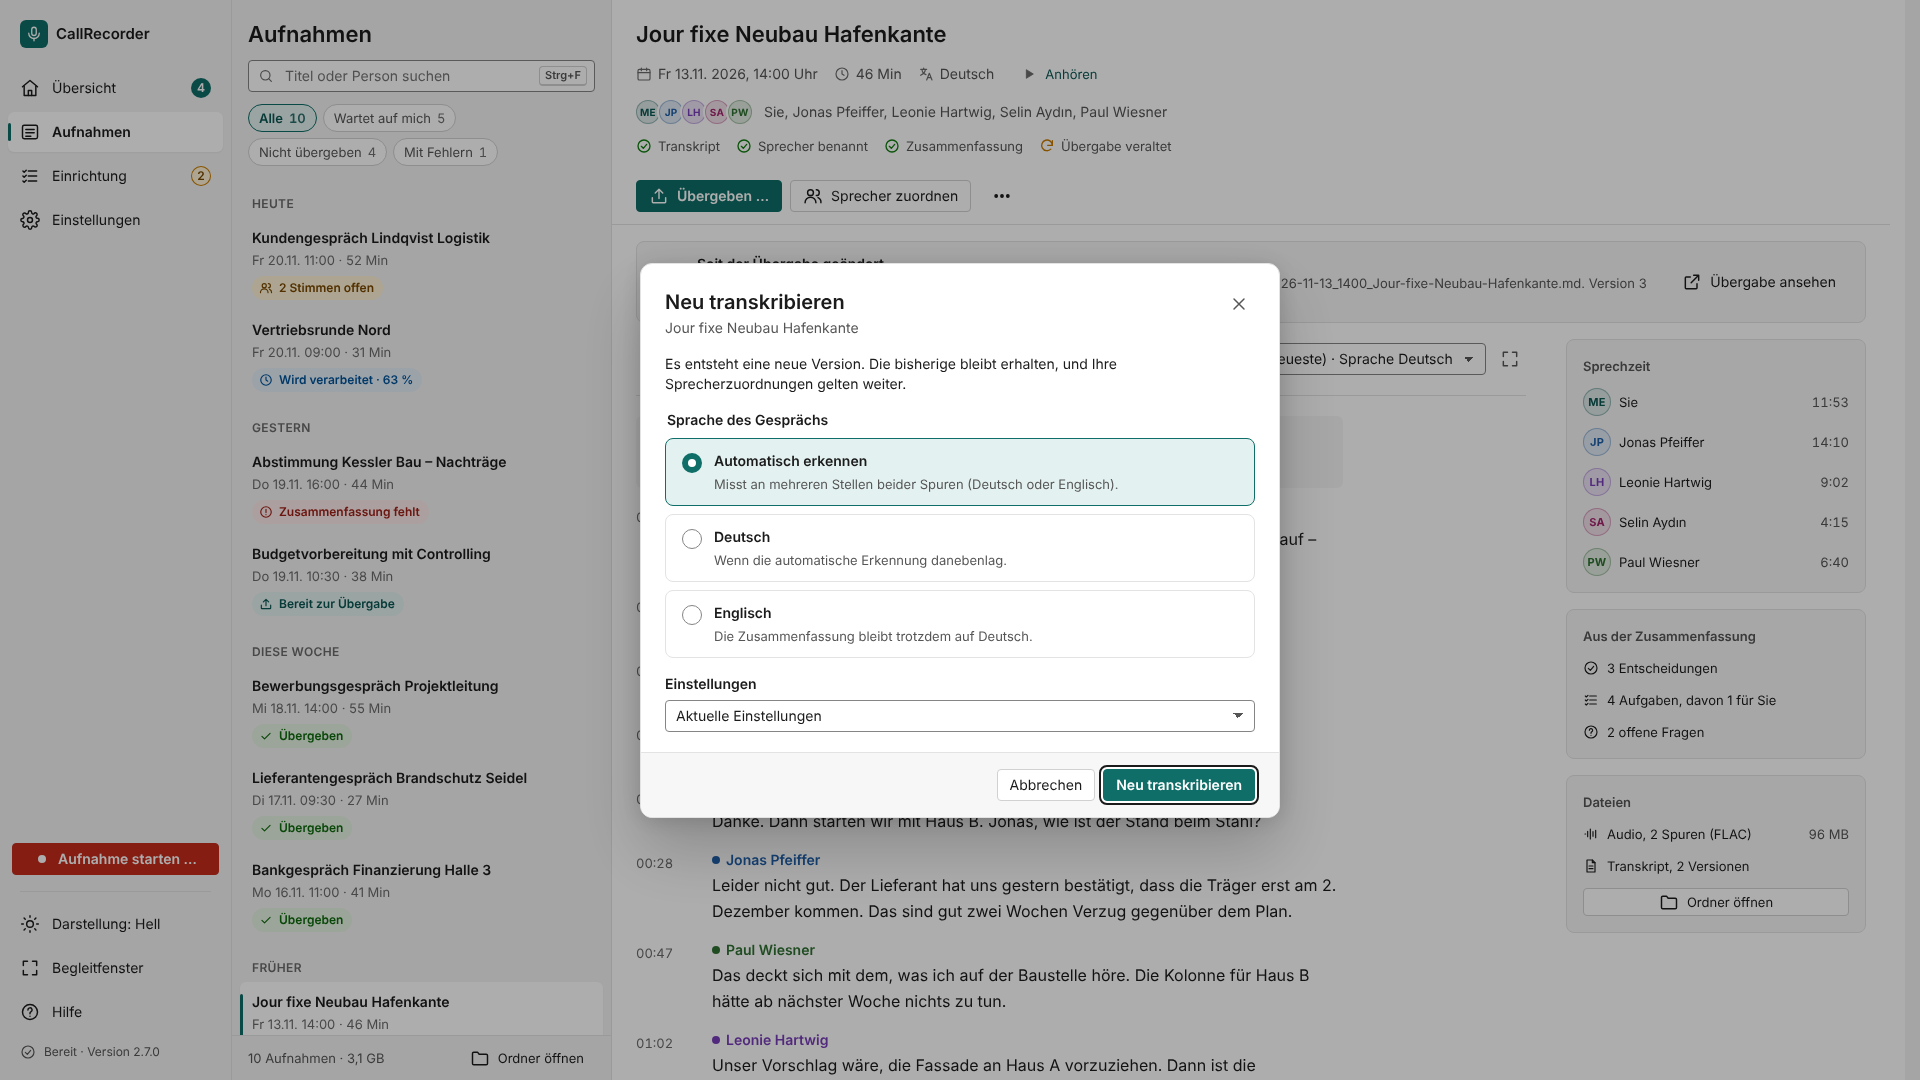 CallRecorder
Übersicht 4
Aufnahmen
Einrichtung 2
Einstellungen
Aufnahme starten ...
Darstellung: Hell
Begleitfenster
Hilfe
Bereit · Version 2.7.0
Aufnahmen
Titel oder Person suchen Strg+F
Alle 10 Wartet auf mich 5
Nicht übergeben 4 Mit Fehlern 1
HEUTE
Kundengespräch Lindqvist Logistik
Fr 20.11. 11:00 · 52 Min
2 Stimmen offen
Vertriebsrunde Nord
Fr 20.11. 09:00 · 31 Min
Wird verarbeitet · 63 %
GESTERN
Abstimmung Kessler Bau – Nachträge
Do 19.11. 16:00 · 44 Min
Zusammenfassung fehlt
Budgetvorbereitung mit Controlling
Do 19.11. 10:30 · 38 Min
Bereit zur Übergabe
DIESE WOCHE
Bewerbungsgespräch Projektleitung
Mi 18.11. 14:00 · 55 Min
Übergeben
Lieferantengespräch Brandschutz Seidel
Di 17.11. 09:30 · 27 Min
Übergeben
Bankgespräch Finanzierung Halle 3
Mo 16.11. 11:00 · 41 Min
Übergeben
FRÜHER
Jour fixe Neubau Hafenkante
Fr 13.11. 14:00 · 46 Min
10 Aufnahmen · 3,1 GB Ordner öffnen
Jour fixe Neubau Hafenkante
Fr 13.11. 2026, 14:00 Uhr 46 Min Deutsch Anhören
ME JP LH SA PW Sie, Jonas Pfeiffer, Leonie Hartwig, Selin Aydın, Paul Wiesner
Transkript Sprecher benannt Zusammenfassung Übergabe veraltet
Übergeben ... Sprecher zuordnen
Seit der Übergabe geändert
26-11-13_1400_Jour-fixe-Neubau-Hafenkante.md. Version 3 Übergabe ansehen
eueste) · Sprache Deutsch
auf –
Neu transkribieren
Jour fixe Neubau Hafenkante
Es entsteht eine neue Version. Die bisherige bleibt erhalten, und Ihre
Sprecherzuordnungen gelten weiter.
Sprache des Gesprächs
Automatisch erkennen
Misst an mehreren Stellen beider Spuren (Deutsch oder Englisch).
Deutsch
Wenn die automatische Erkennung danebenlag.
Englisch
Die Zusammenfassung bleibt trotzdem auf Deutsch.
Einstellungen
Aktuelle Einstellungen
Abbrechen Neu transkribieren
Danke. Dann starten wir mit Haus B. Jonas, wie ist der Stand beim Stahl?
00:28 Jonas Pfeiffer
Leider nicht gut. Der Lieferant hat uns gestern bestätigt, dass die Träger erst am 2.
Dezember kommen. Das sind gut zwei Wochen Verzug gegenüber dem Plan.
00:47 Paul Wiesner
Das deckt sich mit dem, was ich auf der Baustelle höre. Die Kolonne für Haus B
hätte ab nächster Woche nichts zu tun.
01:02 Leonie Hartwig
Unser Vorschlag wäre, die Fassade an Haus A vorzuziehen. Dann ist die
Sprechzeit
ME Sie 11:53
JP Jonas Pfeiffer 14:10
LH Leonie Hartwig 9:02
SA Selin Aydın 4:15
PW Paul Wiesner 6:40
Aus der Zusammenfassung
3 Entscheidungen
4 Aufgaben, davon 1 für Sie
2 offene Fragen
Dateien
Audio, 2 Spuren (FLAC) 96 MB
Transkript, 2 Versionen
Ordner öffnen